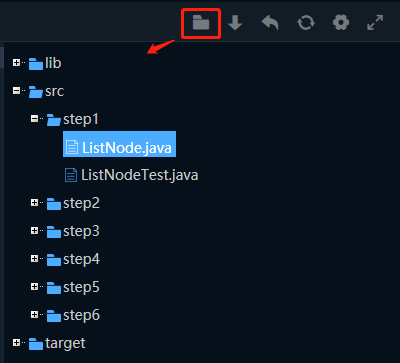 lib
src
step1
ListNode.java
ListNodeTest.java
step2
step3
step4
step5
step6
target